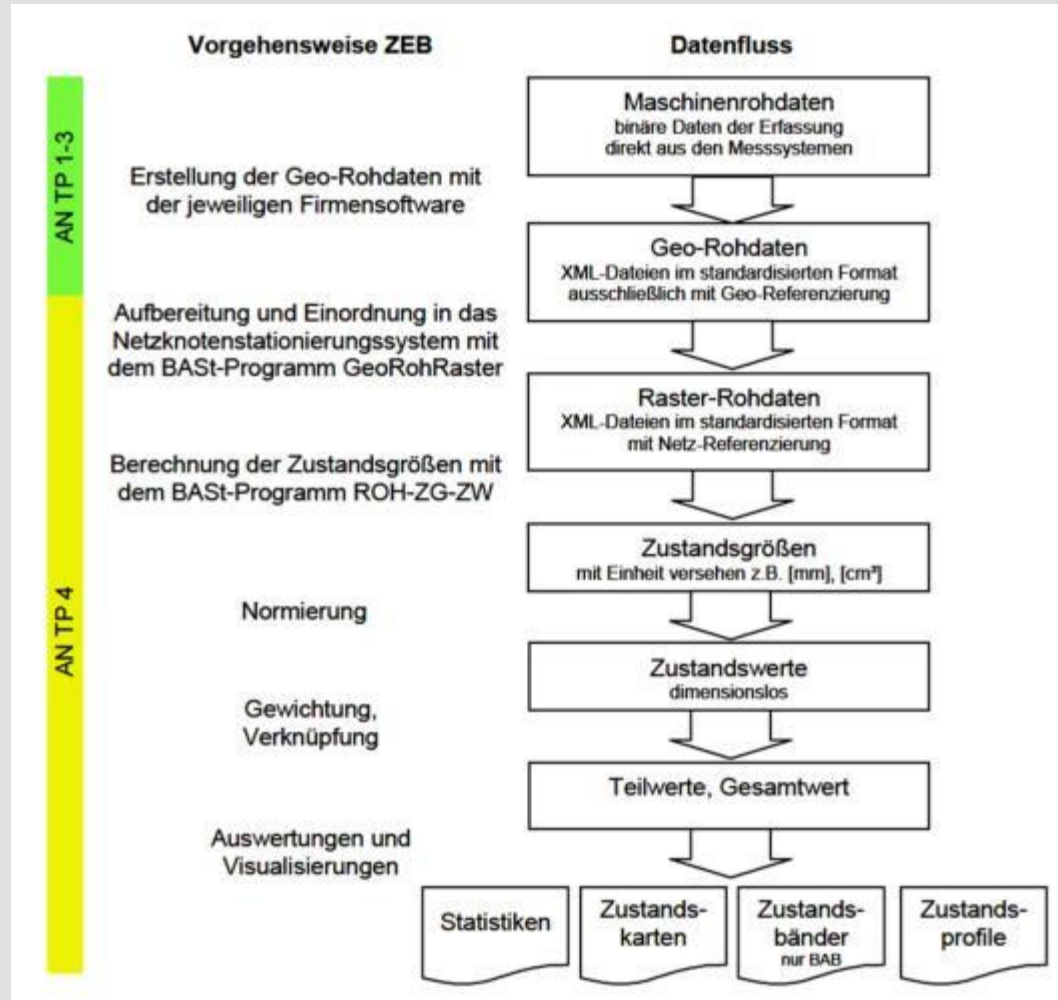 Vorgehensweise ZEB
Datenfluss
AN TP 1-3
Maschinenrohdaten
binäre Daten der Erfassung
direkt aus den Messsystemen
Erstellung der Geo-Rohdaten mit
der jeweiligen Firmensoftware
Geo-Rohdaten
XML-Dateien im standardisierten Format
ausschließlich mit Geo-Referenzierung
AN TP 4
Aufbereitung und Einordnung in das
Netzknotenstationierungssystem mit
dem BASt-Programm GeoRohRaster
Raster-Rohdaten
XML-Dateien im standardisierten Format
mit Netz-Referenzierung
Berechnung der Zustandsgrößen mit
dem BASt-Programm ROH-ZG-ZW
Zustandsgrößen
mit Einheit versehen z.B. [mm], [cm³]
Normierung
Zustandswerte
dimensionslos
Gewichtung,
Verknüpfung
Teilwerte, Gesamtwert
Auswertungen und
Visualisierungen
Statistiken
Zustands-
karten
Zustands-
bänder
nur BAB
Zustands-
profile